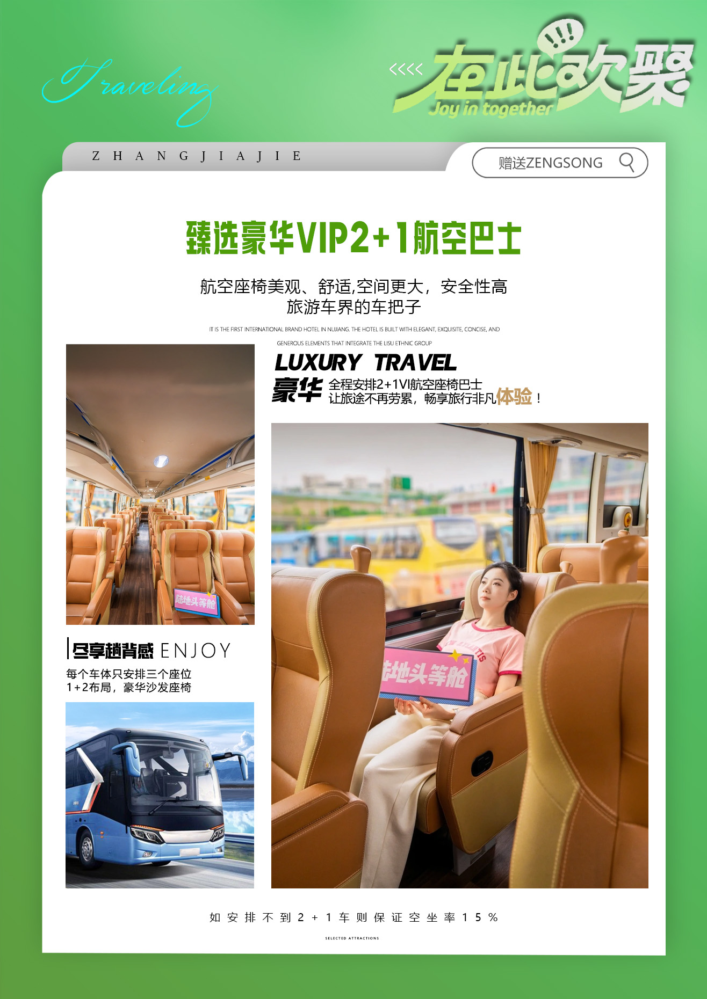 Traveling
<<<<
在此欢聚
Joy in together
ZHANGJIAJIE
赠送ZENGSONG
臻选豪华VIP2+1航空巴士
航空座椅美观、舒适,空间更大，安全性高
旅游车界的车把子
IT IS THE FIRST INTERNATIONAL BRAND HOTEL IN NUJIANG. THE HOTEL IS BUILT WITH ELEGANT, EXQUISITE, CONCISE, AND
GENEROUS ELEMENTS THAT INTEGRATE THE LISU ETHNIC GROUP
LUXURY TRAVEL
豪华 全程安排2+1VI航空座椅巴士
让旅途不再劳累，畅享旅行非凡体验！
陆地头等舱
陆地头等舱
尽享趟背感 ENJOY
每个车体只安排三个座位
1+2布局，豪华沙发座椅
如安排不到2+1车则保证空坐率15%
SELECTED ATTRACTIONS